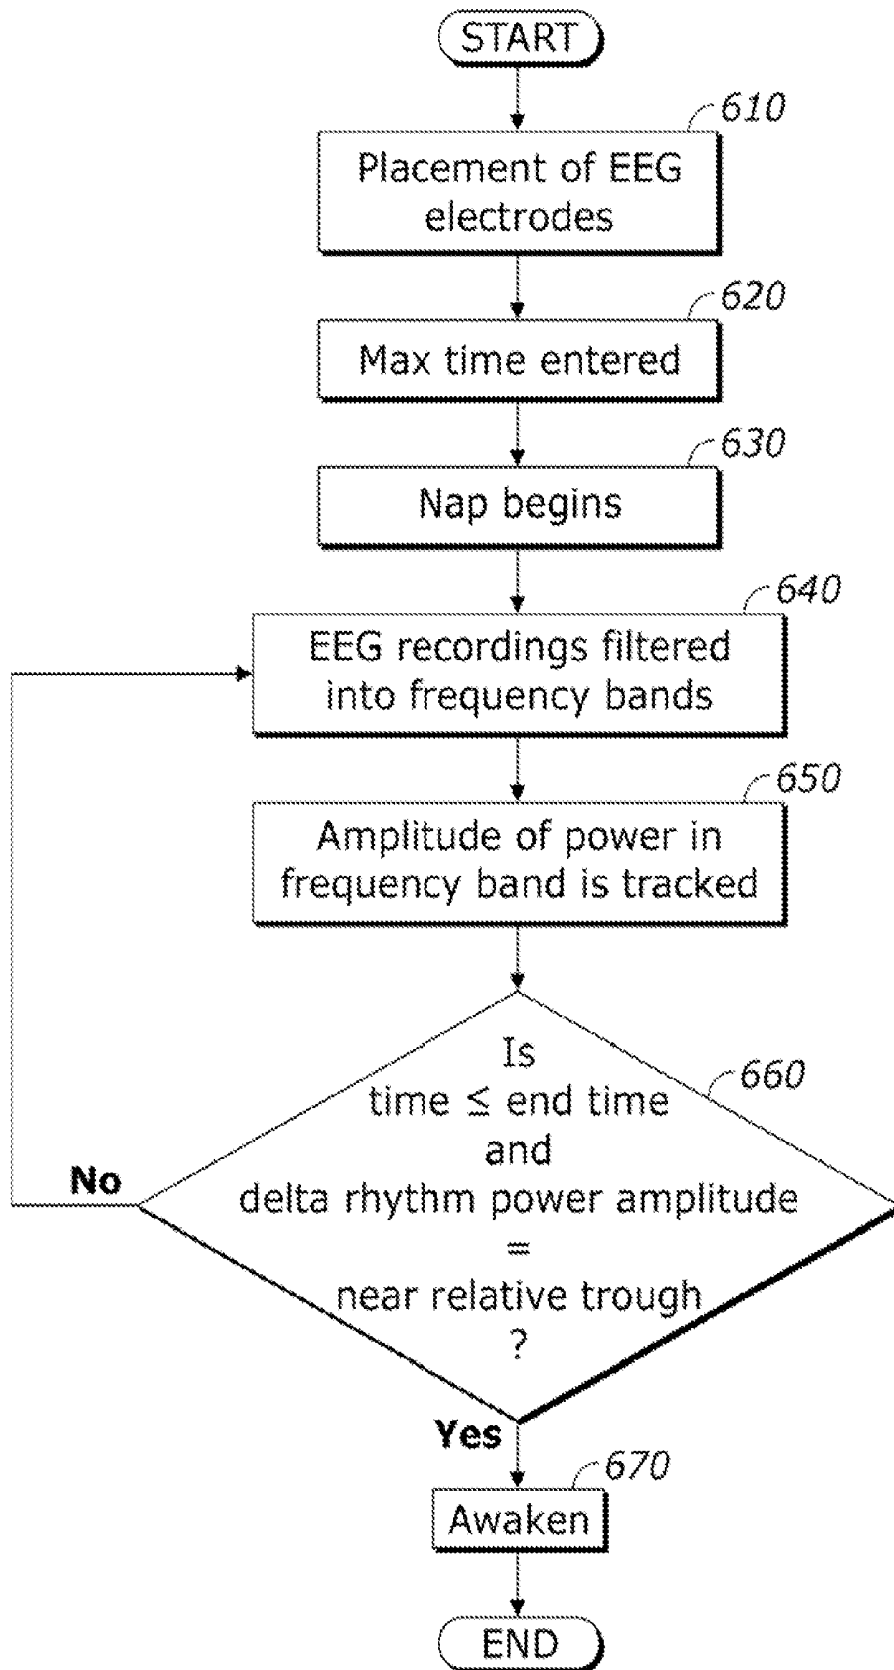 START
610
Placement of EEG
electrodes
620
Max time entered
630
Nap begins
640
EEG recordings filtered
into frequency bands
650
Amplitude of power in
frequency band is tracked
660
Is
time ≤ end time
and
delta rhythm power amplitude
=
near relative trough
?
No
Yes
670
Awaken
END